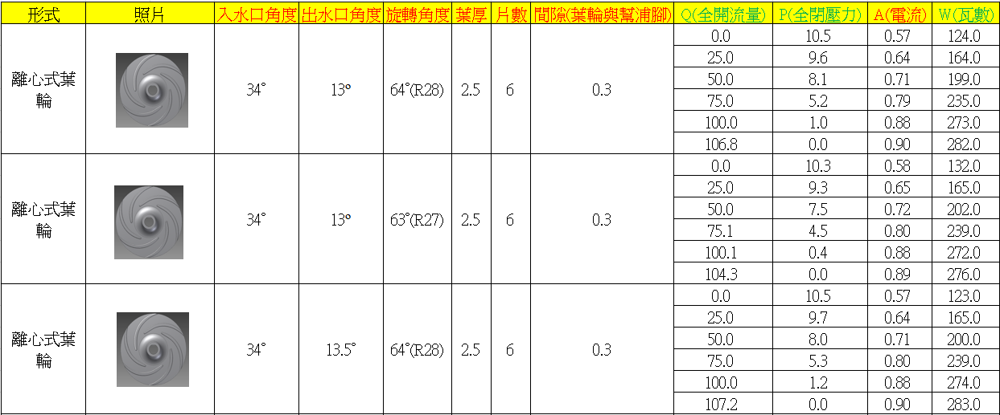 形式 照片 入水口角度 出水口角度 旋轉角度 葉厚 片數 間隙(葉輪與幫浦腳) Q(全開流量) P(全閉壓力) A(電流) W(瓦數)
離心式葉
輪
34° 13° 64°(R28) 2.5 6 0.3
0.0 10.5 0.57 124.0
25.0 9.6 0.64 164.0
50.0 8.1 0.71 199.0
75.0 5.2 0.79 235.0
100.0 1.0 0.88 273.0
106.8 0.0 0.90 282.0
離心式葉
輪
34° 13° 63°(R27) 2.5 6 0.3
0.0 10.3 0.58 132.0
25.0 9.3 0.65 165.0
50.0 7.5 0.72 202.0
75.1 4.5 0.80 239.0
100.1 0.4 0.88 272.0
104.3 0.0 0.89 276.0
離心式葉
輪
34° 13.5° 64°(R28) 2.5 6 0.3
0.0 10.5 0.57 123.0
25.0 9.7 0.64 165.0
50.0 8.0 0.71 200.0
75.0 5.3 0.80 239.0
100.0 1.2 0.88 274.0
107.2 0.0 0.90 283.0